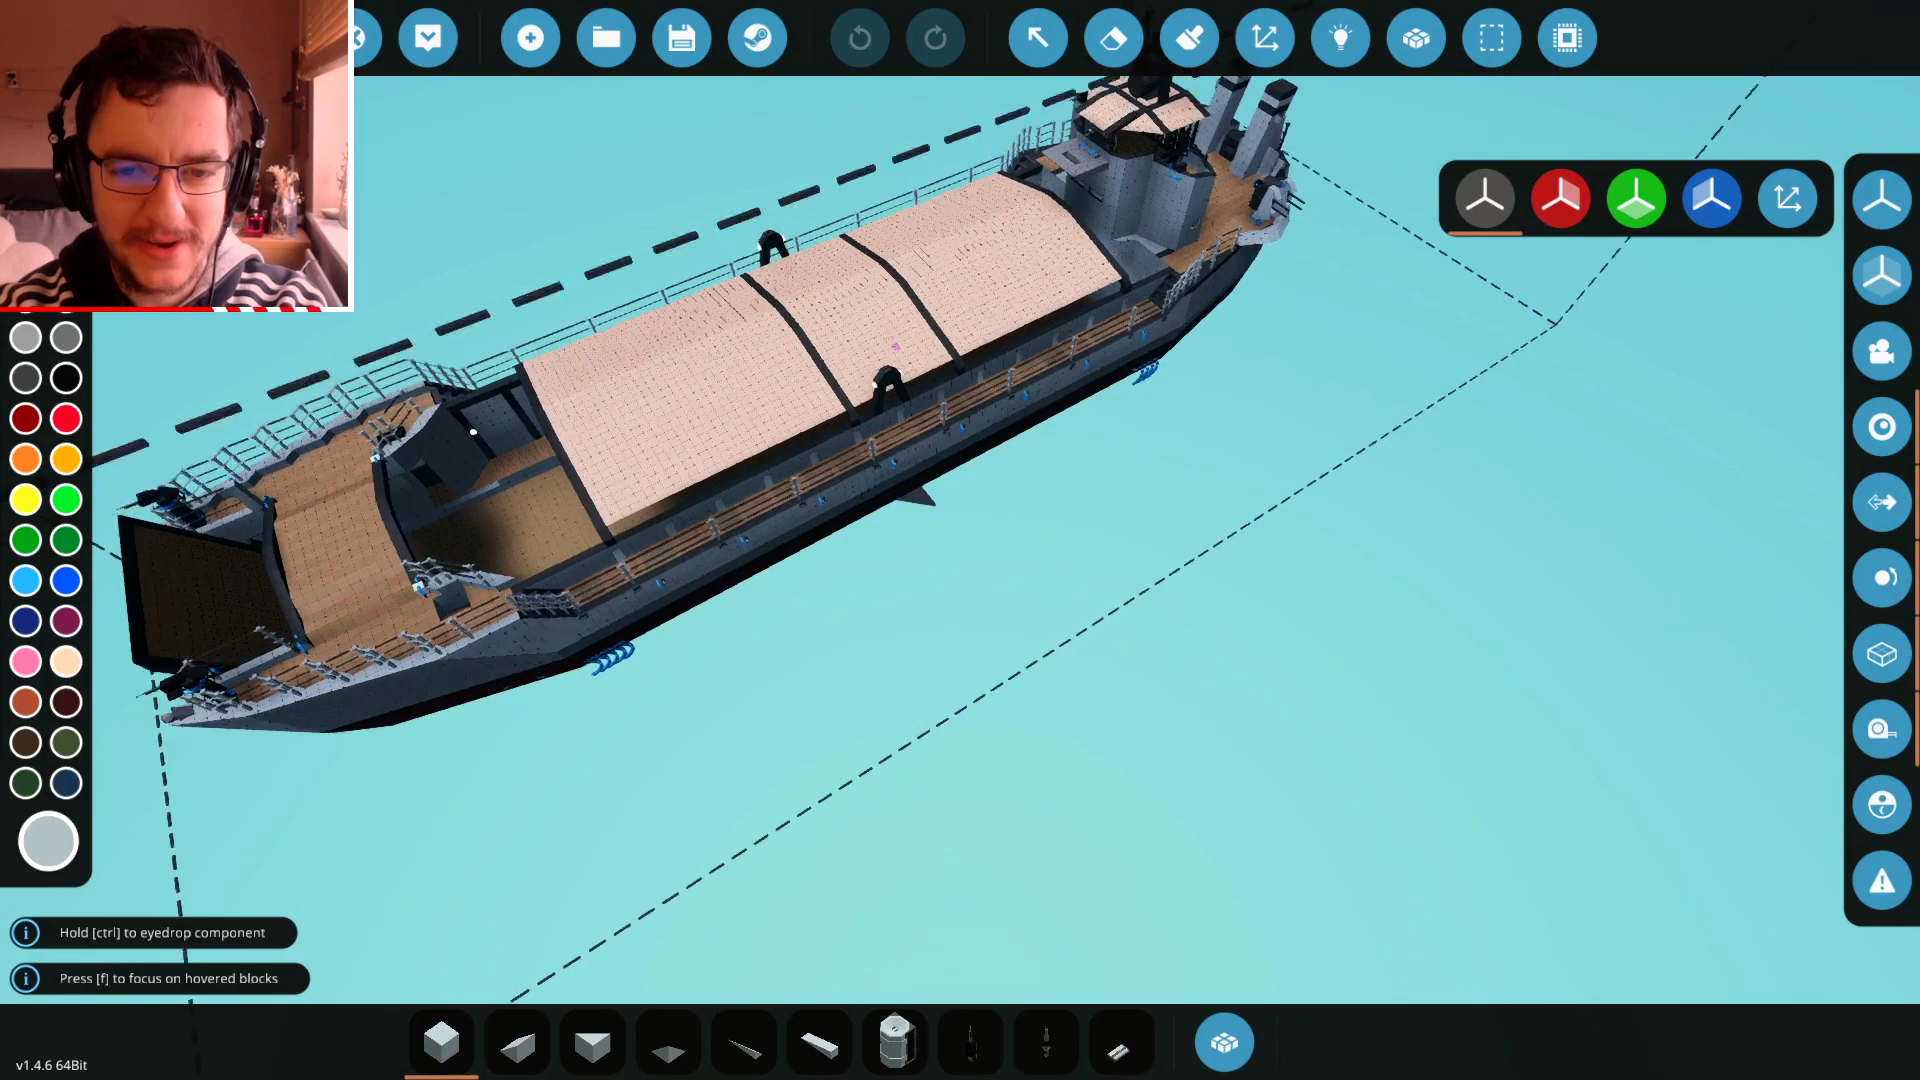 Hold [ctrl] to eyedrop component
Press [f] to focus on hovered blocks
v1.4.6 64Bit